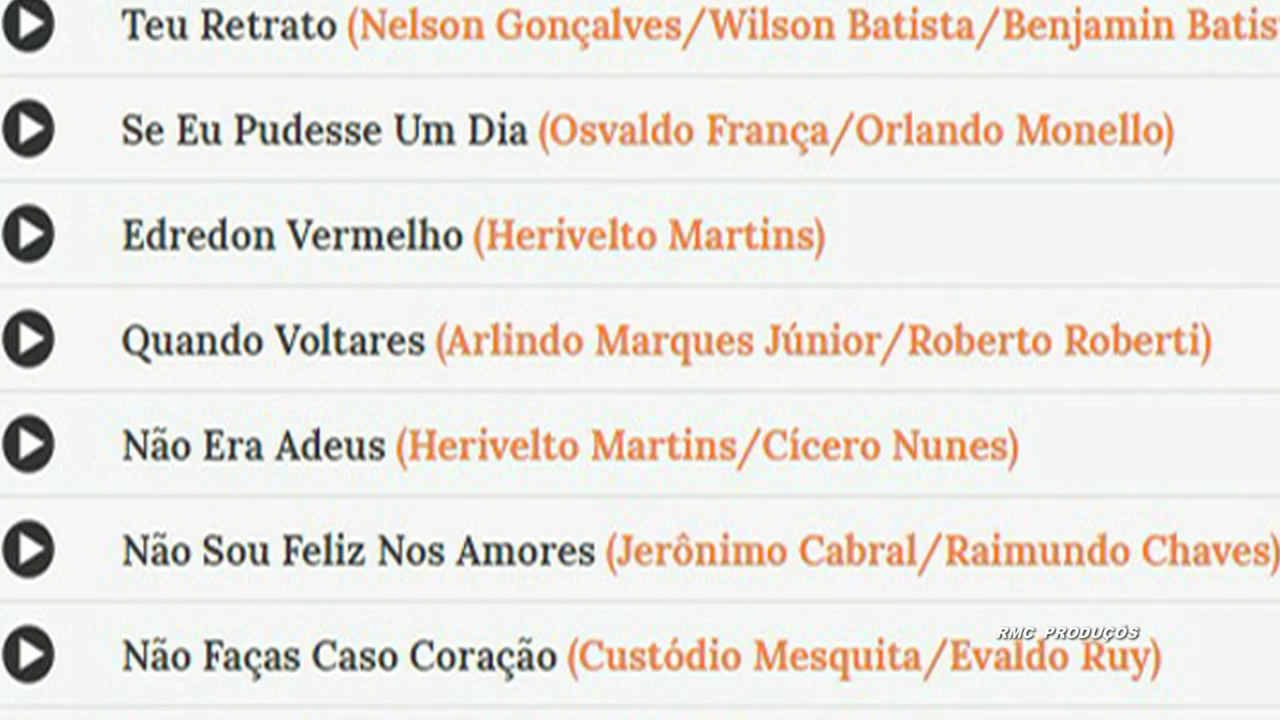 Teu Retrato (Nelson Gonçalves/Wilson Batista/Benjamin Batis
Se Eu Pudesse Um Dia (Osvaldo França/Orlando Monello)
Edredon Vermelho (Herivelto Martins)
Quando Voltares (Arlindo Marques Júnior/Roberto Roberti)
Não Era Adeus (Herivelto Martins/Cícero Nunes)
Não Sou Feliz Nos Amores (Jerônimo Cabral/Raimundo Chaves)
RMC PRODUÇÕS
Não Faças Caso Coração (Custódio Mesquita/Evaldo Ruy)